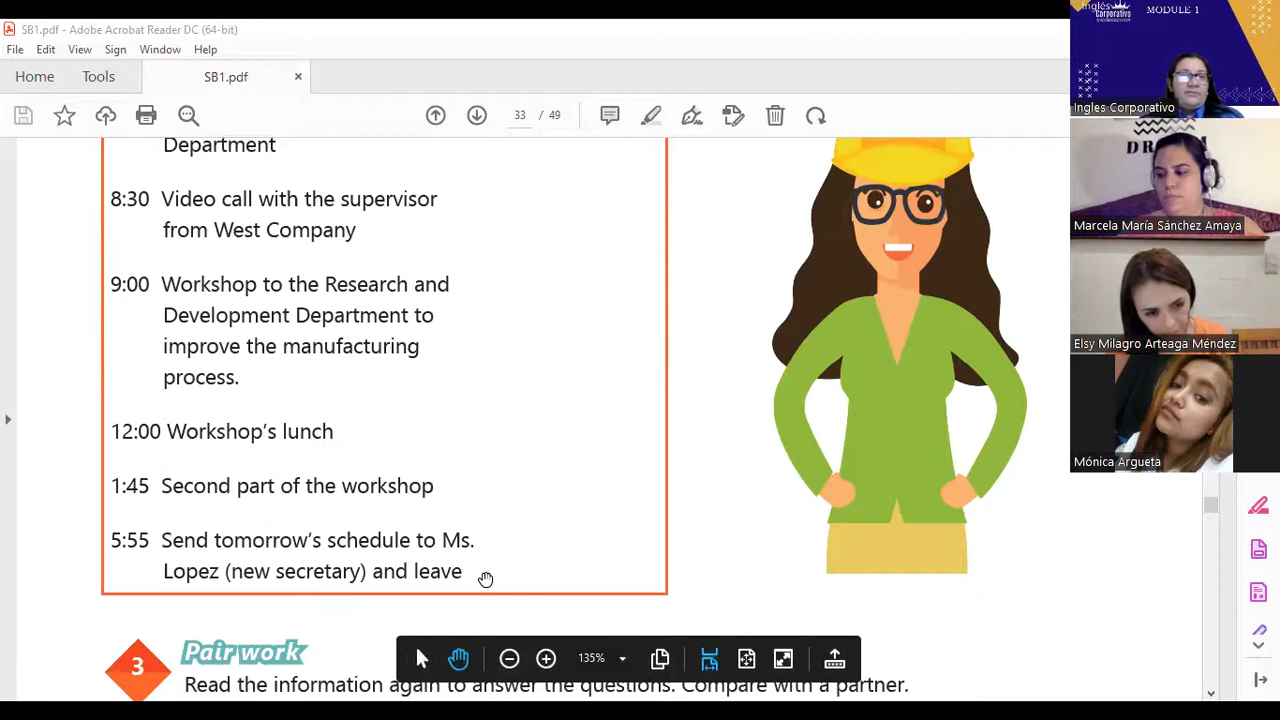 SB1.pdf - Adobe Acrobat Reader DC (64-bit)
File Edit View Sign Window Help
Home Tools SB1.pdf ×
33 / 49
Department
8:30 Video call with the supervisor
from West Company
9:00 Workshop to the Research and
Development Department to
improve the manufacturing
process.
12:00 Workshop's lunch
1:45 Second part of the workshop
5:55 Send tomorrow's schedule to Ms.
Lopez (new secretary) and leave
3 Pair work
135%
Read the information again to answer the questions. Compare with a partner.
Inglés
corporativo
MODULE 1
Ingles Corporativo
Marcela María Sánchez Amaya
Elsy Milagro Arteaga Méndez
Mónica Argueta